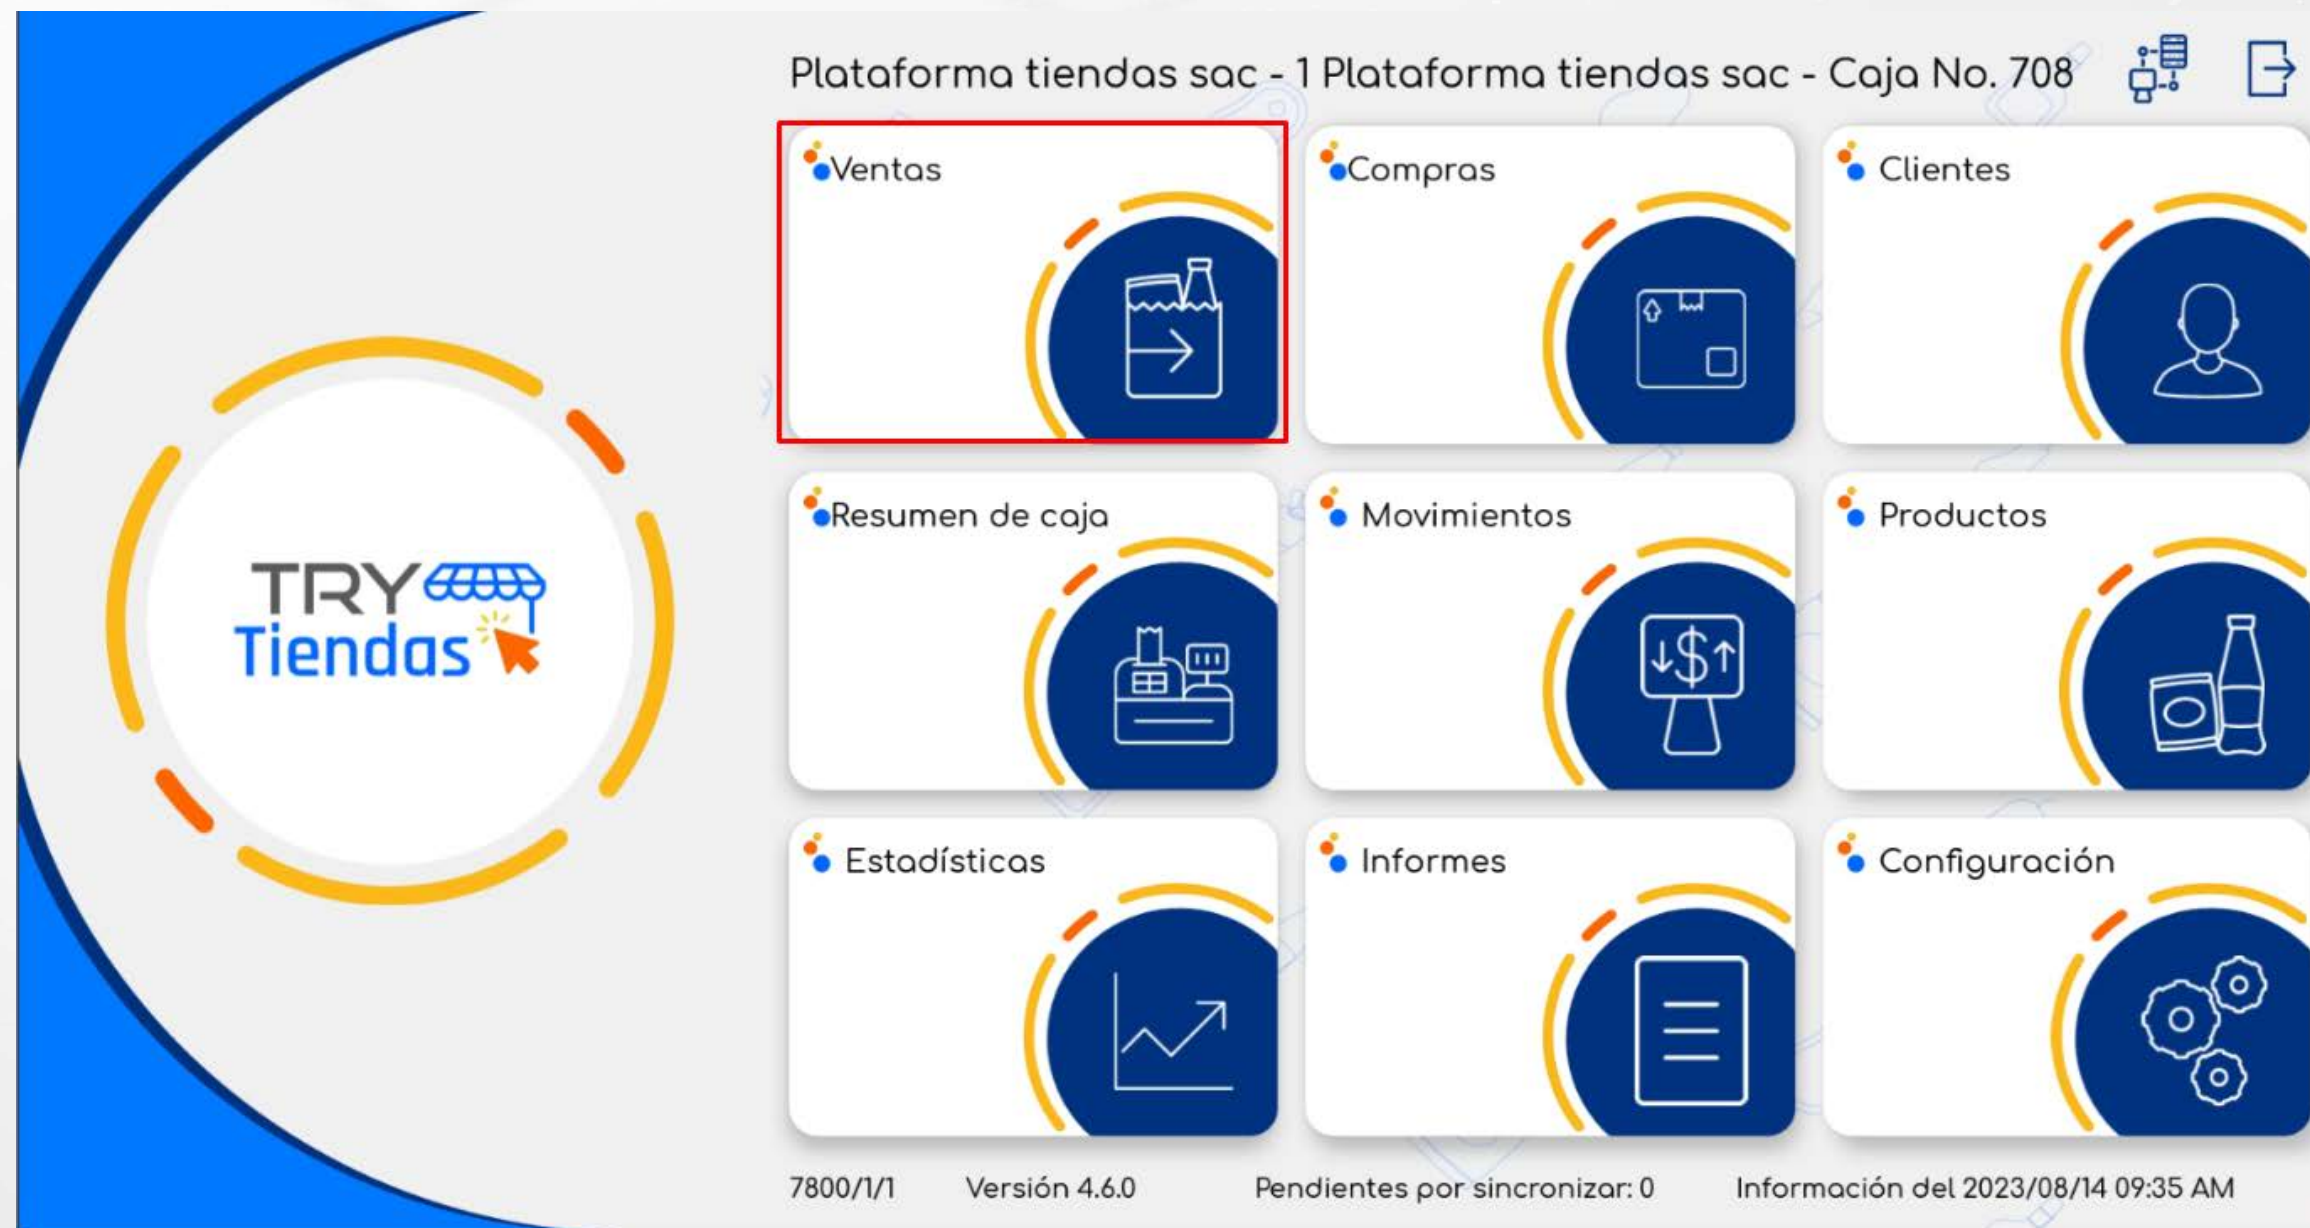 Plataforma tiendas sac - 1 Plataforma tiendas sac - Caja No. 708
Ventas
Compras
Clientes
TRY
Tiendas
Resumen de caja
Movimientos
Productos
Estadísticas
Informes
Configuración
7800/1/1 Versión 4.6.0 Pendientes por sincronizar: 0 Información del 2023/08/14 09:35 AM